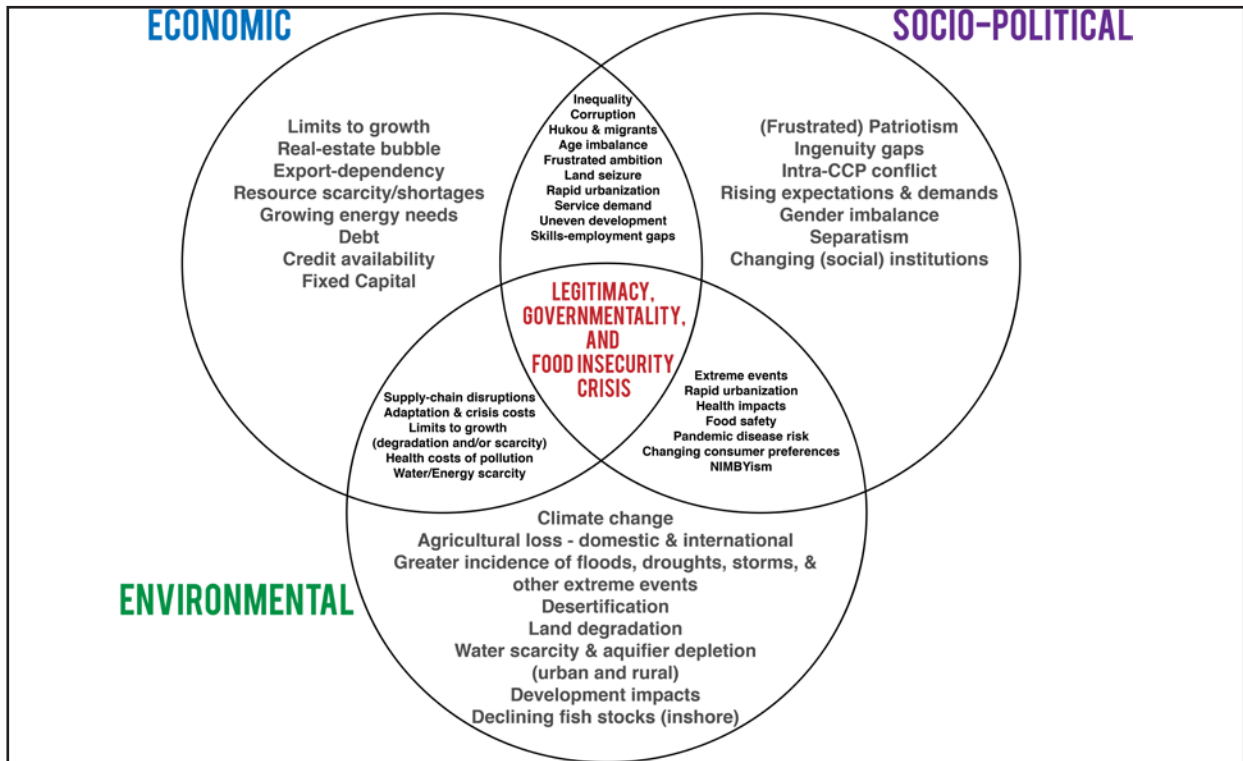 ECONOMIC
SOCIO-POLITICAL
Limits to growth
Real-estate bubble
Export-dependency
Resource scarcity/shortages
Growing energy needs
Debt
Credit availability
Fixed Capital
Inequality
Corruption
Hukou & migrants
Age imbalance
Frustrated ambition
Land seizure
Rapid urbanization
Service demand
Uneven development
Skills-employment gaps
(Frustrated) Patriotism
Ingenuity gaps
Intra-CCP conflict
Rising expectations & demands
Gender imbalance
Separatism
Changing (social) institutions
LEGITIMACY,
GOVERNMENTALITY,
AND
FOOD INSECURITY
CRISIS
Supply-chain disruptions
Adaptation & crisis costs
Limits to growth
(degradation and/or scarcity)
Health costs of pollution
Water/Energy scarcity
Extreme events
Rapid urbanization
Health impacts
Food safety
Pandemic disease risk
Changing consumer preferences
NIMBYism
ENVIRONMENTAL
Climate change
Agricultural loss - domestic & international
Greater incidence of floods, droughts, storms, &
other extreme events
Desertification
Land degradation
Water scarcity & aquifier depletion
(urban and rural)
Development impacts
Declining fish stocks (inshore)